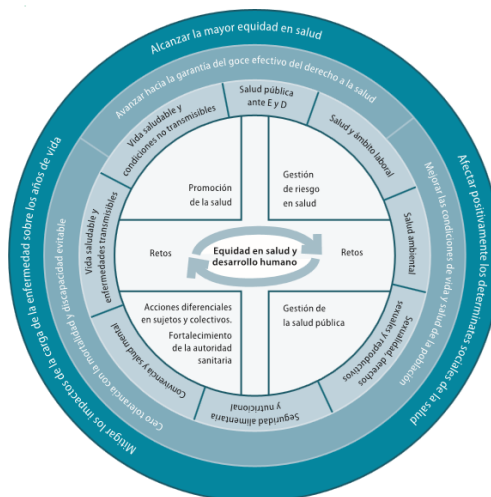 Alcanzar la mayor equidad en salud
Afectar positivamente los determinates sociales de la salud
Mitigar los impactos de la carga de la enfermedad sobre los años de vida
Avanzar hacia la garantía del goce efectivo del derecho a la salud
Mejorar las condiciones de vida y salud de la población
Cero tolerancia con la mortalidad y discapacidad evitable
Salud pública
ante E y D
Salud y ámbito laboral
Salud ambiental
Sexualidad, derechos
sexuales y reproductivos
Seguridad alimentaria
y nutricional
Convivencia y salud mental
Vida saludable y
enfermedades transmisibles
Vida saludable y
condiciones no transmisibles
Promoción
de la salud
Gestión
de riesgo
en salud
Retos
Equidad en salud y
desarrollo humano
Retos
Acciones diferenciales
en sujetos y colectivos.
Fortalecimiento
de la autoridad
sanitaria
Gestión de
la salud pública